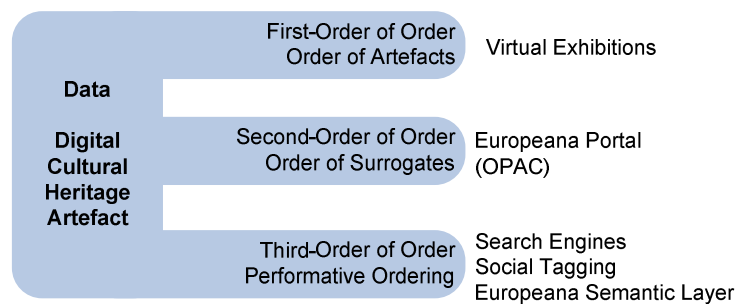 Data
Digital
Cultural
Heritage
Artefact
First-Order of Order
Order of Artefacts
Virtual Exhibitions
Second-Order of Order
Order of Surrogates
Europeana Portal
(OPAC)
Third-Order of Order
Performative Ordering
Search Engines
Social Tagging
Europeana Semantic Layer